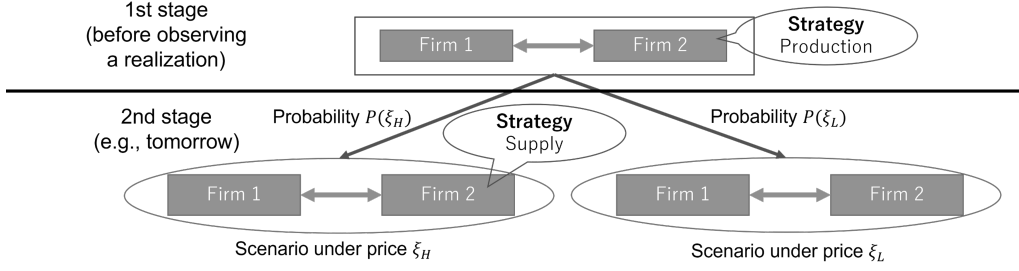 1st stage
(before observing
a realization)
Firm 1
Firm 2
Strategy
Production
2nd stage
(e.g., tomorrow)
Probability P(ξ_H)
Strategy
Supply
Probability P(ξ_L)
Firm 1
Firm 2
Firm 1
Firm 2
Scenario under price ξ_H
Scenario under price ξ_L